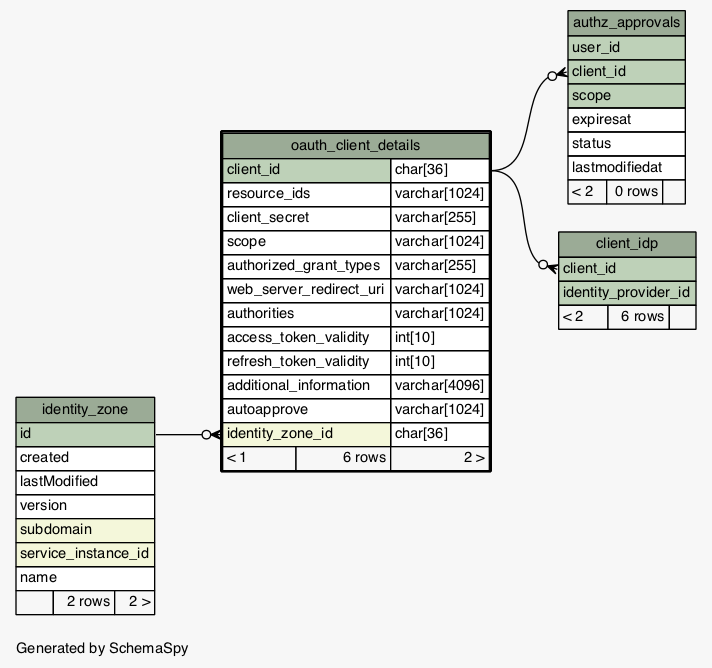 authz_approvals
user_id
client_id
scope
expiresat
status
lastmodifiedat
< 2 0 rows
oauth_client_details
client_id char[36]
resource_ids varchar[1024]
client_secret varchar[255]
scope varchar[1024]
authorized_grant_types varchar[255]
web_server_redirect_uri varchar[1024]
authorities varchar[1024]
access_token_validity int[10]
refresh_token_validity int[10]
additional_information varchar[4096]
autoapprove varchar[1024]
identity_zone_id char[36]
< 1 6 rows 2 >
client_idp
client_id
identity_provider_id
< 2 6 rows
identity_zone
id
created
lastModified
version
subdomain
service_instance_id
name
2 rows 2 >
Generated by SchemaSpy